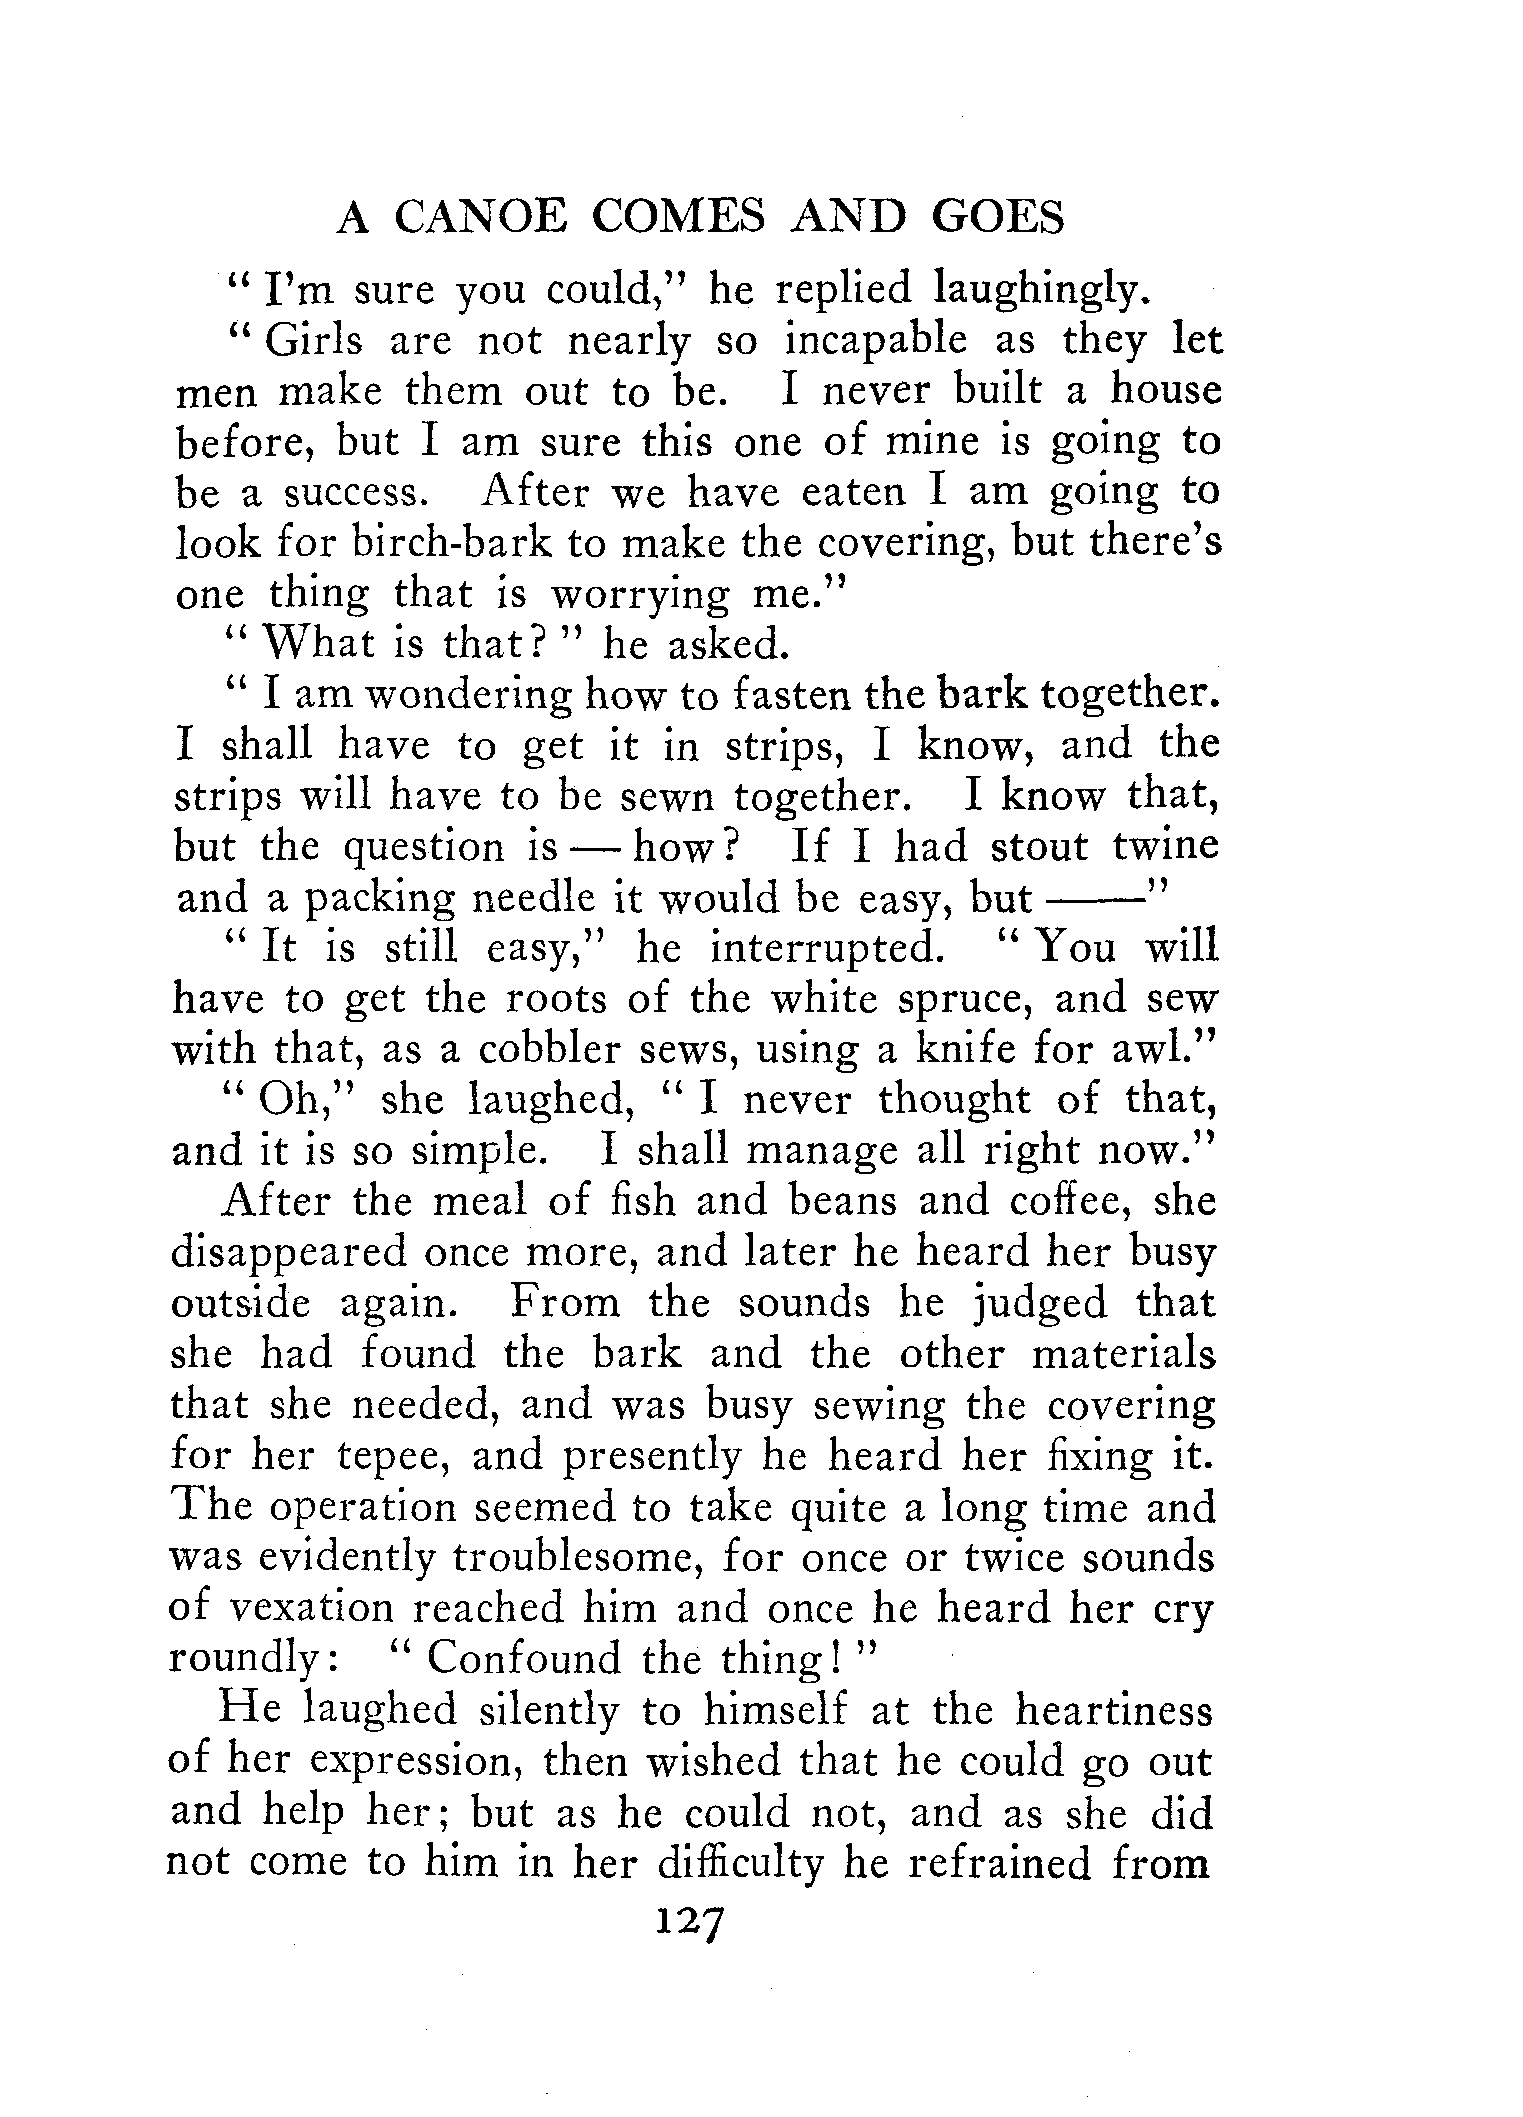 A CANOE COMES AND GOES
“ I’m sure you could,” he replied laughingly.
“ Girls are not nearly so incapable as they let
men make them out to be. I never built a house
before, but I am sure this one of mine is going to
be a success. After we have eaten I am going to
look for birch-bark to make the covering, but there’s
one thing that is worrying me.”
“ What is that? ” he asked.
“ I am wondering how to fasten the bark together.
I shall have to get it in strips, I know, and the
strips will have to be sewn together. I know that,
but the question is — how? If I had stout twine
and a packing needle it would be easy, but ——”
“ It is still easy,” he interrupted. “ You will
have to get the roots of the white spruce, and sew
with that, as a cobbler sews, using a knife for awl.”
“ Oh,” she laughed, “ I never thought of that,
and it is so simple. I shall manage all right now.”
After the meal of fish and beans and coffee, she
disappeared once more, and later he heard her busy
outside again. From the sounds he judged that
she had found the bark and the other materials
that she needed, and was busy sewing the covering
for her tepee, and presently he heard her fixing it.
The operation seemed to take quite a long time and
was evidently troublesome, for once or twice sounds
of vexation reached him and once he heard her cry
roundly: “ Confound the thing! ”
He laughed silently to himself at the heartiness
of her expression, then wished that he could go out
and help her; but as he could not, and as she did
not come to him in her difficulty he refrained from
127